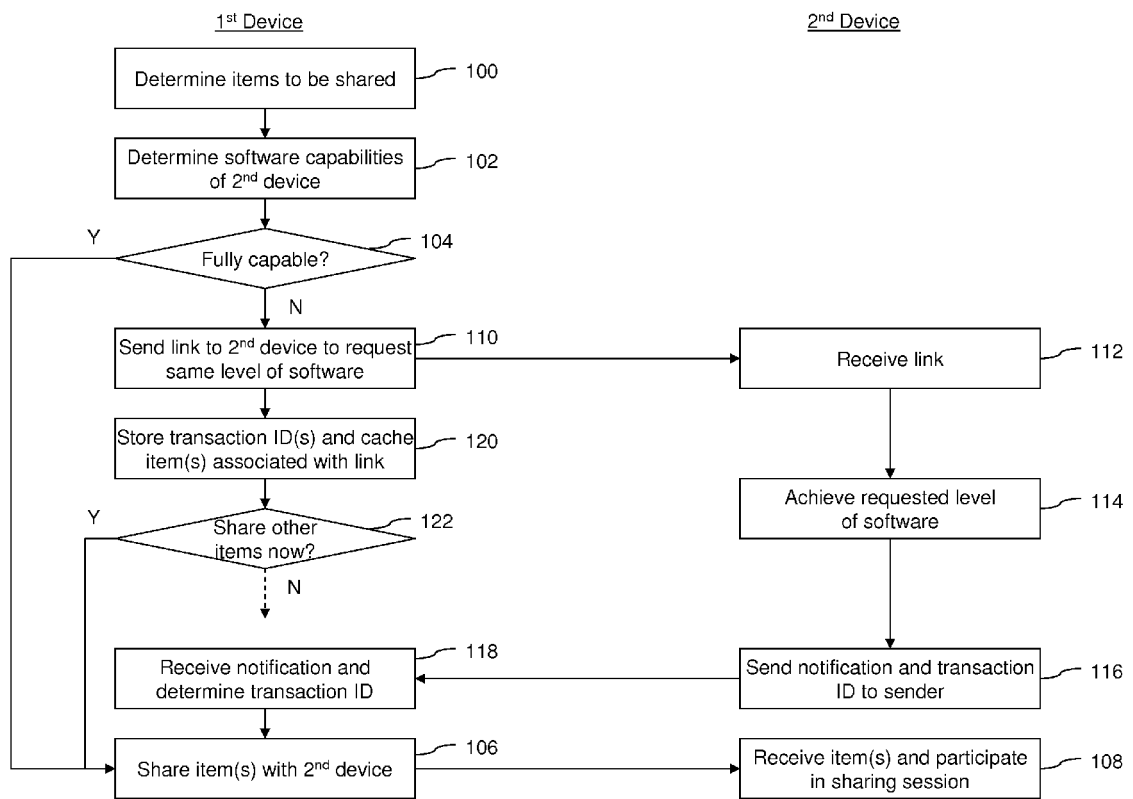 1st Device
2nd Device
Determine items to be shared
100
Determine software capabilities
of 2nd device
102
Y
Fully capable?
104
N
Send link to 2nd device to request
same level of software
110
Receive link
112
Store transaction ID(s) and cache
item(s) associated with link
120
Achieve requested level
of software
114
Y
Share other
items now?
122
N
Receive notification and
determine transaction ID
118
Send notification and transaction
ID to sender
116
Share item(s) with 2nd device
106
Receive item(s) and participate
in sharing session
108